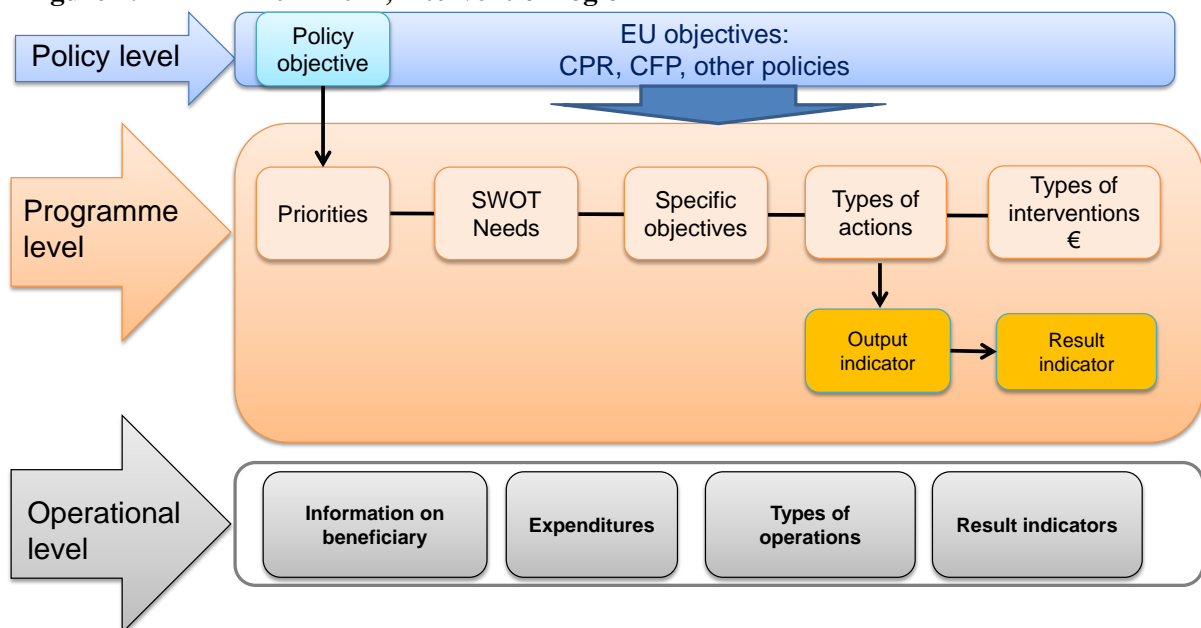 Policy level
Policy
objective
EU objectives:
CPR, CFP, other policies
Programme
level
Priorities
SWOT
Needs
Specific
objectives
Types of
actions
Types of
interventions
€
Output
indicator
Result
indicator
Operational
level
Information on
beneficiary
Expenditures
Types of
operations
Result indicators